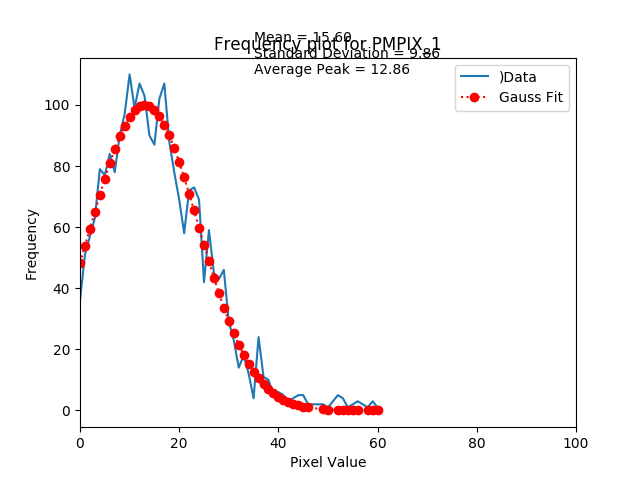 Mean = 15.60
Frequency plot for PMPIX_1
Standard Deviation = 9.86
Average Peak = 12.86
)Data
Gauss Fit
Frequency
100
80
60
40
20
0
0 20 40 60 80 100
Pixel Value